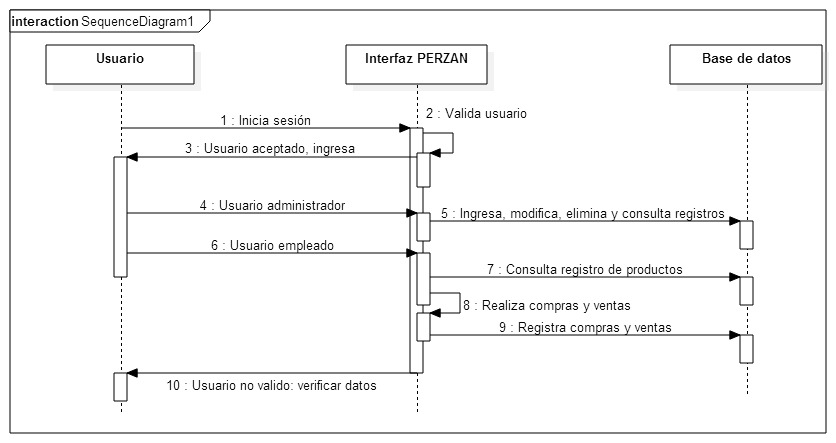 interaction SequenceDiagram1
Usuario
Interfaz PERZAN
Base de datos
1 : Inicia sesión
2 : Valida usuario
3 : Usuario aceptado, ingresa
4 : Usuario administrador
5 : Ingresa, modifica, elimina y consulta registros
6 : Usuario empleado
7 : Consulta registro de productos
8 : Realiza compras y ventas
9 : Registra compras y ventas
10 : Usuario no valido: verificar datos